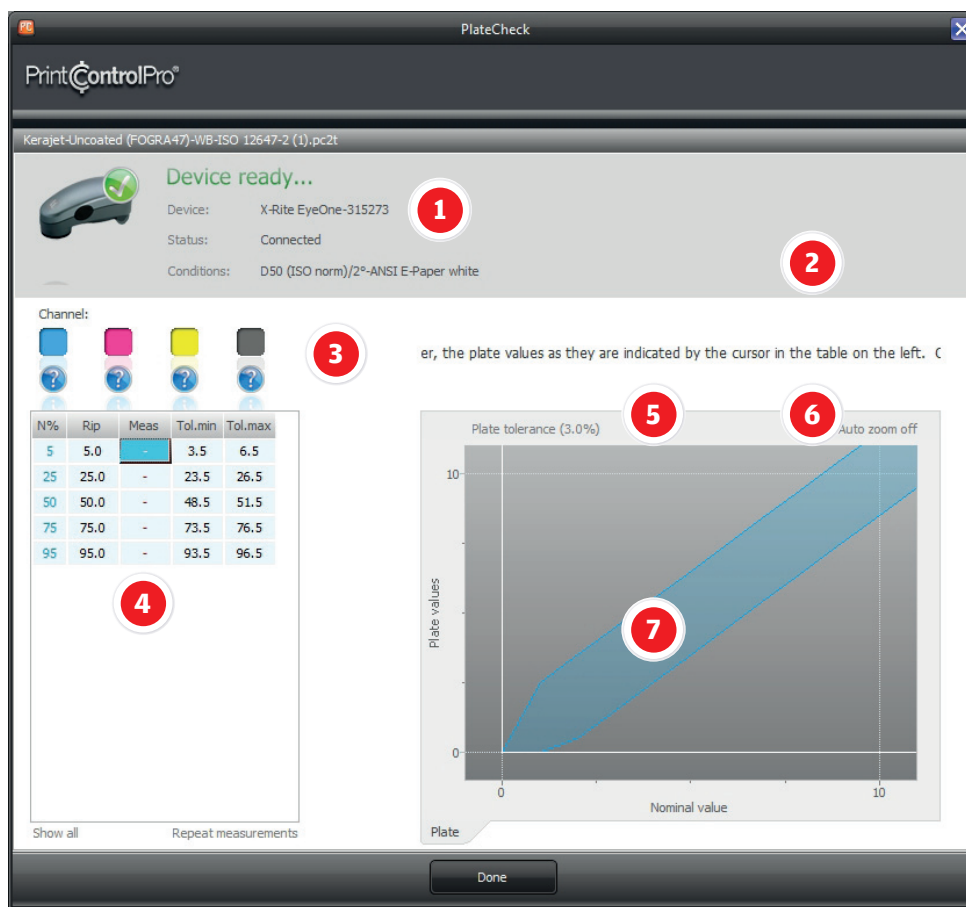 PC PlateCheck
PrintControlPro®
Kerajet-Uncoated (FOGRA47)-WB-ISO 12647-2 (1).pc2t
Device ready...
Device: X-Rite EyeOne-315273
1
Status: Connected
2
Conditions: D50 (ISO norm)/2°-ANSI E-Paper white
Channel:
3
er, the plate values as they are indicated by the cursor in the table on the left. C
? ? ? ?
N% Rip Meas Tol.min Tol.max
5 5.0 - 3.5 6.5
25 25.0 - 23.5 26.5
50 50.0 - 48.5 51.5
75 75.0 - 73.5 76.5
95 95.0 - 93.5 96.5
4
Show all Repeat measurements
Plate tolerance (3.0%) 5 6 Auto zoom off
10
Plate values
7
0
0 10
Nominal value
Plate
Done